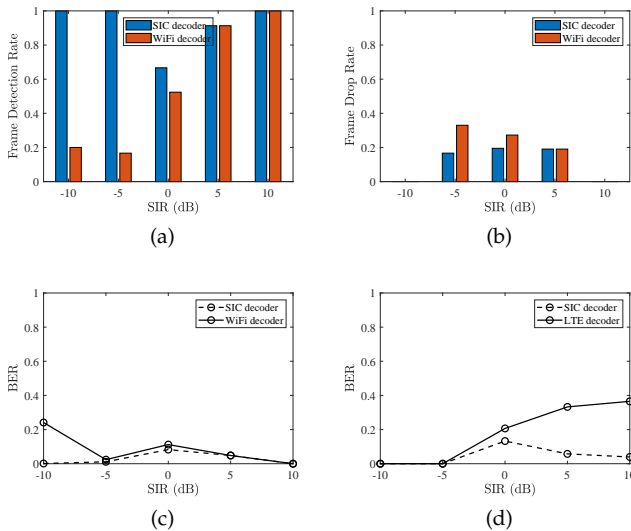 1
0.8
0.6
0.4
0.2
0
Frame Detection Rate
SIC decoder
WiFi decoder
-10
-5
0
5
10
SIR (dB)
(a)
1
0.8
0.6
0.4
0.2
0
Frame Drop Rate
SIC decoder
WiFi decoder
-10
-5
0
5
10
SIR (dB)
(b)
1
0.8
0.6
0.4
0.2
0
BER
SIC decoder
WiFi decoder
-10
-5
0
5
10
SIR (dB)
(c)
1
0.8
0.6
0.4
0.2
0
BER
SIC decoder
LTE decoder
-10
-5
0
5
10
SIR (dB)
(d)